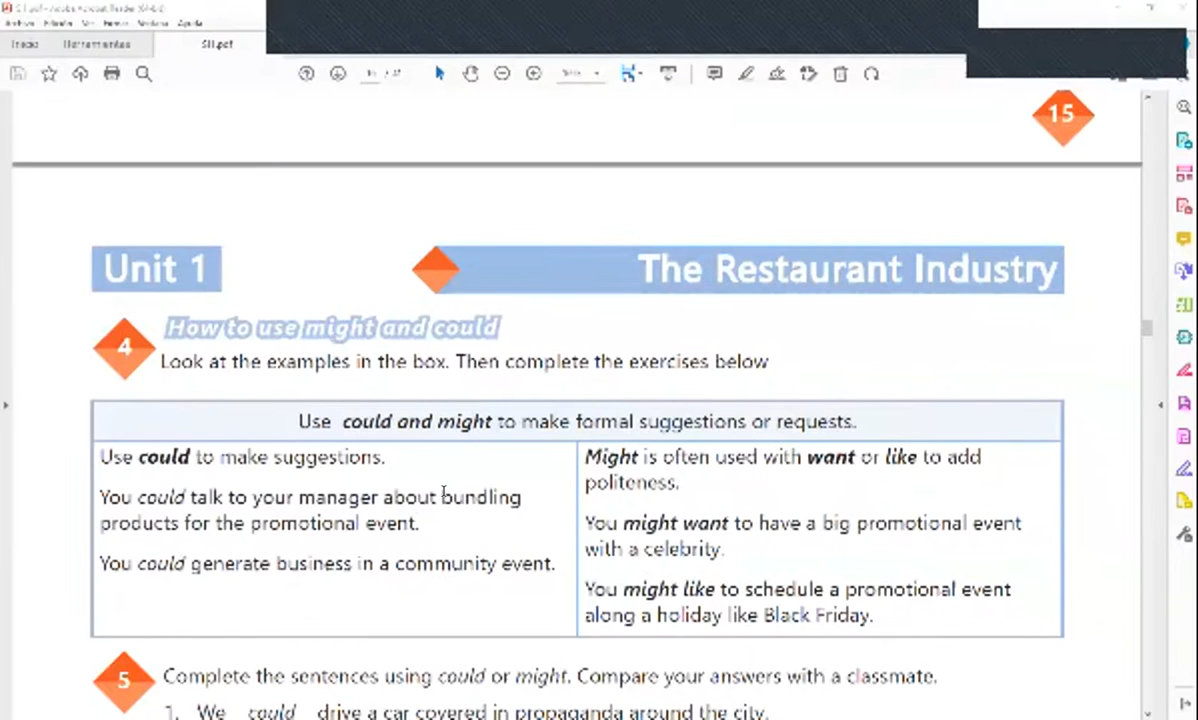 Archivo Edición Ver Ventana Ayuda
Inicio Herramientas S11.pdf
15
Unit 1 The Restaurant Industry
How to use might and could
4
Look at the examples in the box. Then complete the exercises below
Use could and might to make formal suggestions or requests.
Use could to make suggestions.
You could talk to your manager about bundling
products for the promotional event.
You could generate business in a community event.
Might is often used with want or like to add
politeness.
You might want to have a big promotional event
with a celebrity.
You might like to schedule a promotional event
along a holiday like Black Friday.
5 Complete the sentences using could or might. Compare your answers with a classmate.
1. We could drive a car covered in propaganda around the city.